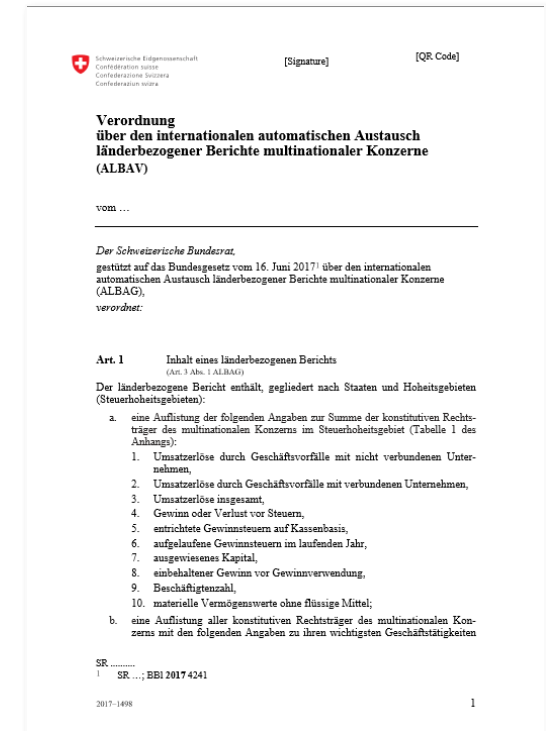 Schweizerische Eidgenossenschaft
Confédération suisse
Confederazione Svizzera
Confederaziun svizra
[Signature]
[QR Code]
Verordnung
über den internationalen automatischen Austausch
länderbezogener Berichte multinationaler Konzerne
(ALBAV)
vom ...
Der Schweizerische Bundesrat,
gestützt auf das Bundesgesetz vom 16. Juni 2017¹ über den internationalen
automatischen Austausch länderbezogener Berichte multinationaler Konzerne
(ALBAG),
verordnet:
Art. 1 Inhalt eines länderbezogenen Berichts
(Art. 3 Abs. 1 ALBAG)
Der länderbezogene Bericht enthält, gegliedert nach Staaten und Hoheitsgebieten
(Steuerhoheitsgebieten):
a. eine Auflistung der folgenden Angaben zur Summe der konstitutiven Rechts-
träger des multinationalen Konzerns im Steuerhoheitsgebiet (Tabelle 1 des
Anhangs):
1. Umsatzerlöse durch Geschäftsvorfälle mit nicht verbundenen Unter-
nehmen,
2. Umsatzerlöse durch Geschäftsvorfälle mit verbundenen Unternehmen,
3. Umsatzerlöse insgesamt,
4. Gewinn oder Verlust vor Steuern,
5. entrichtete Gewinnsteuern auf Kassenbasis,
6. aufgelaufene Gewinnsteuern im laufenden Jahr,
7. ausgewiesenes Kapital,
8. einbehaltener Gewinn vor Gewinnverwendung,
9. Beschäftigtenzahl,
10. materielle Vermögenswerte ohne flüssige Mittel;
b. eine Auflistung aller konstitutiven Rechtsträger des multinationalen Kon-
zerns mit den folgenden Angaben zu ihren wichtigsten Geschäftstätigkeiten
SR ..........
1 SR ...; BBl 2017 4241
2017–1498
1